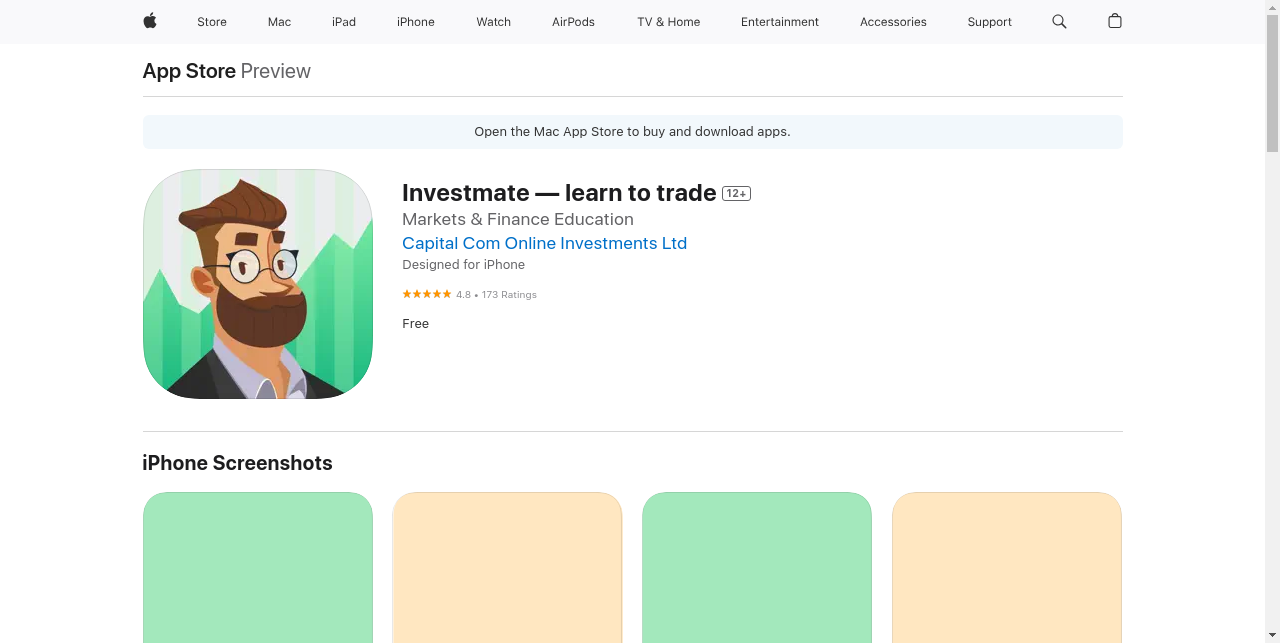 Store Mac iPad iPhone Watch AirPods TV & Home Entertainment Accessories Support
App Store Preview
Open the Mac App Store to buy and download apps.
Investmate — learn to trade 12+
Markets & Finance Education
Capital Com Online Investments Ltd
Designed for iPhone
4.8 • 173 Ratings
Free
iPhone Screenshots